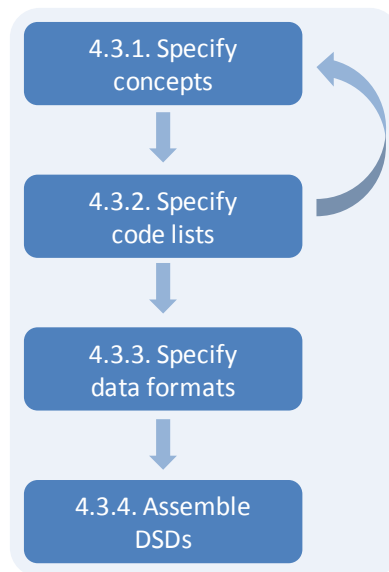 4.3.1. Specify
concepts
4.3.2. Specify
code lists
4.3.3. Specify
data formats
4.3.4. Assemble
DSDs